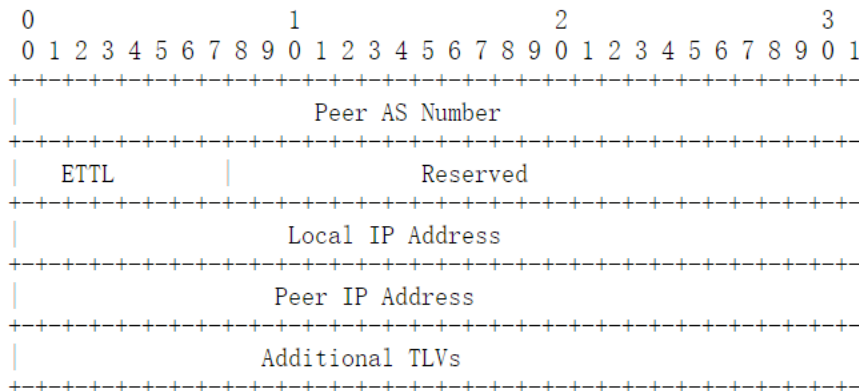 0 1 2 3
0 1 2 3 4 5 6 7 8 9 0 1 2 3 4 5 6 7 8 9 0 1 2 3 4 5 6 7 8 9 0 1
+-+-+-+-+-+-+-+-+-+-+-+-+-+-+-+-+-+-+-+-+-+-+-+-+-+-+-+-+-+-+-+-
| Peer AS Number
+-+-+-+-+-+-+-+-+-+-+-+-+-+-+-+-+-+-+-+-+-+-+-+-+-+-+-+-+-+-+-+-
| ETTL | Reserved
+-+-+-+-+-+-+-+-+-+-+-+-+-+-+-+-+-+-+-+-+-+-+-+-+-+-+-+-+-+-+-+-
| Local IP Address
+-+-+-+-+-+-+-+-+-+-+-+-+-+-+-+-+-+-+-+-+-+-+-+-+-+-+-+-+-+-+-+-
| Peer IP Address
+-+-+-+-+-+-+-+-+-+-+-+-+-+-+-+-+-+-+-+-+-+-+-+-+-+-+-+-+-+-+-+-
| Additional TLVs
+-+-+-+-+-+-+-+-+-+-+-+-+-+-+-+-+-+-+-+-+-+-+-+-+-+-+-+-+-+-+-+-